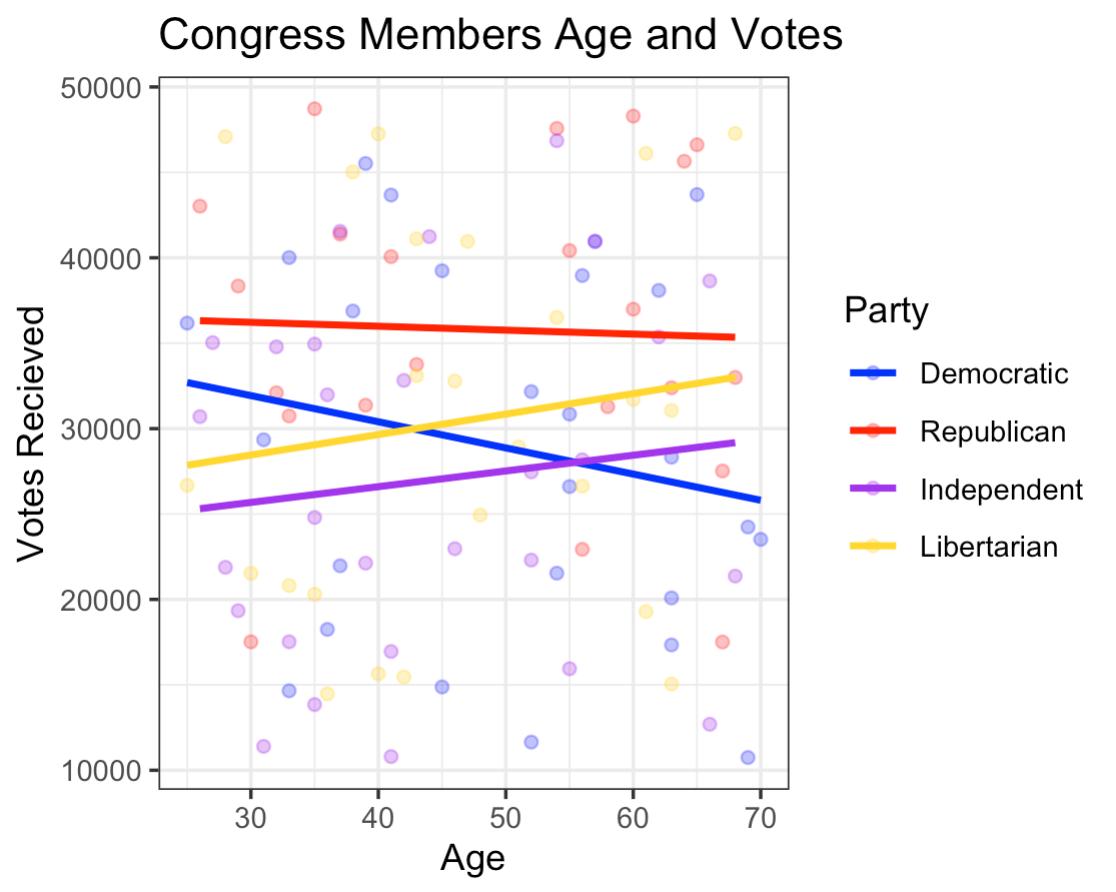 Congress Members Age and Votes
50000
40000
30000
20000
10000
Votes Recieved
30 40 50 60 70
Age
Party
Democratic
Republican
Independent
Libertarian